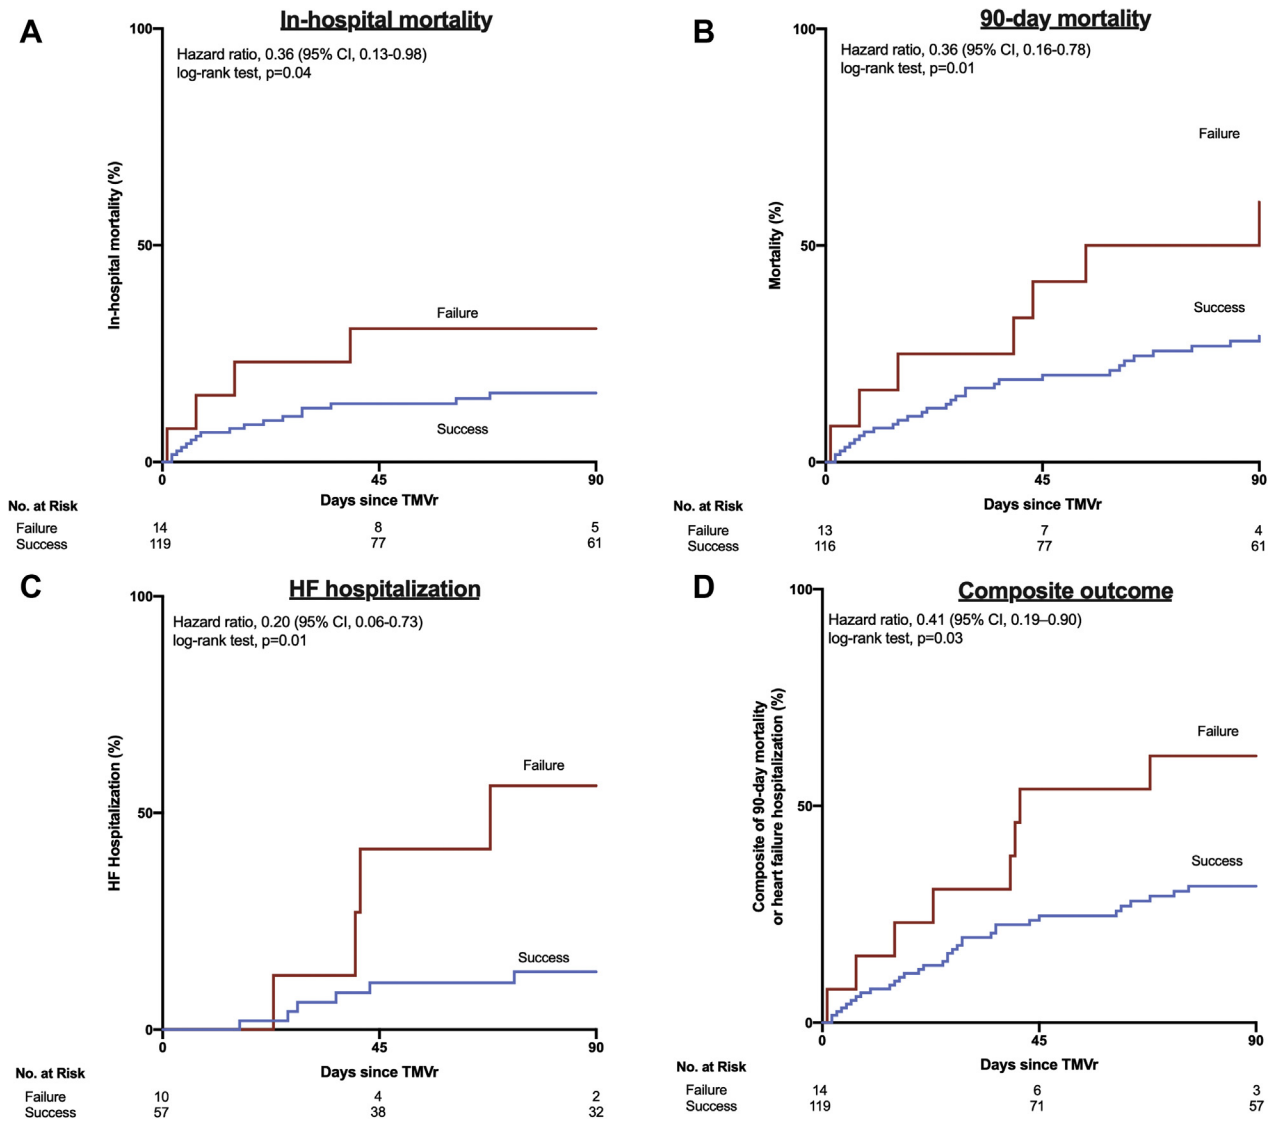 A
In-hospital mortality
Hazard ratio, 0.36 (95% CI, 0.13-0.98)
log-rank test, p=0.04
In-hospital mortality (%)
100
50
0
Failure
Success
0 45 90
Days since TMVr
No. at Risk
Failure 14 8 5
Success 119 77 61
B
90-day mortality
Hazard ratio, 0.36 (95% CI, 0.16-0.78)
log-rank test, p=0.01
Mortality (%)
100
50
0
Failure
Success
0 45 90
Days since TMVr
No. at Risk
Failure 13 7 4
Success 116 77 61
C
HF hospitalization
Hazard ratio, 0.20 (95% CI, 0.06-0.73)
log-rank test, p=0.01
HF Hospitalization (%)
100
50
0
Failure
Success
0 45 90
Days since TMVr
No. at Risk
Failure 10 4 2
Success 57 38 32
D
Composite outcome
Hazard ratio, 0.41 (95% CI, 0.19–0.90)
log-rank test, p=0.03
Composite of 90-day mortality
or heart failure hospitalization (%)
100
50
0
Failure
Success
0 45 90
Days since TMVr
No. at Risk
Failure 14 6 3
Success 119 71 57